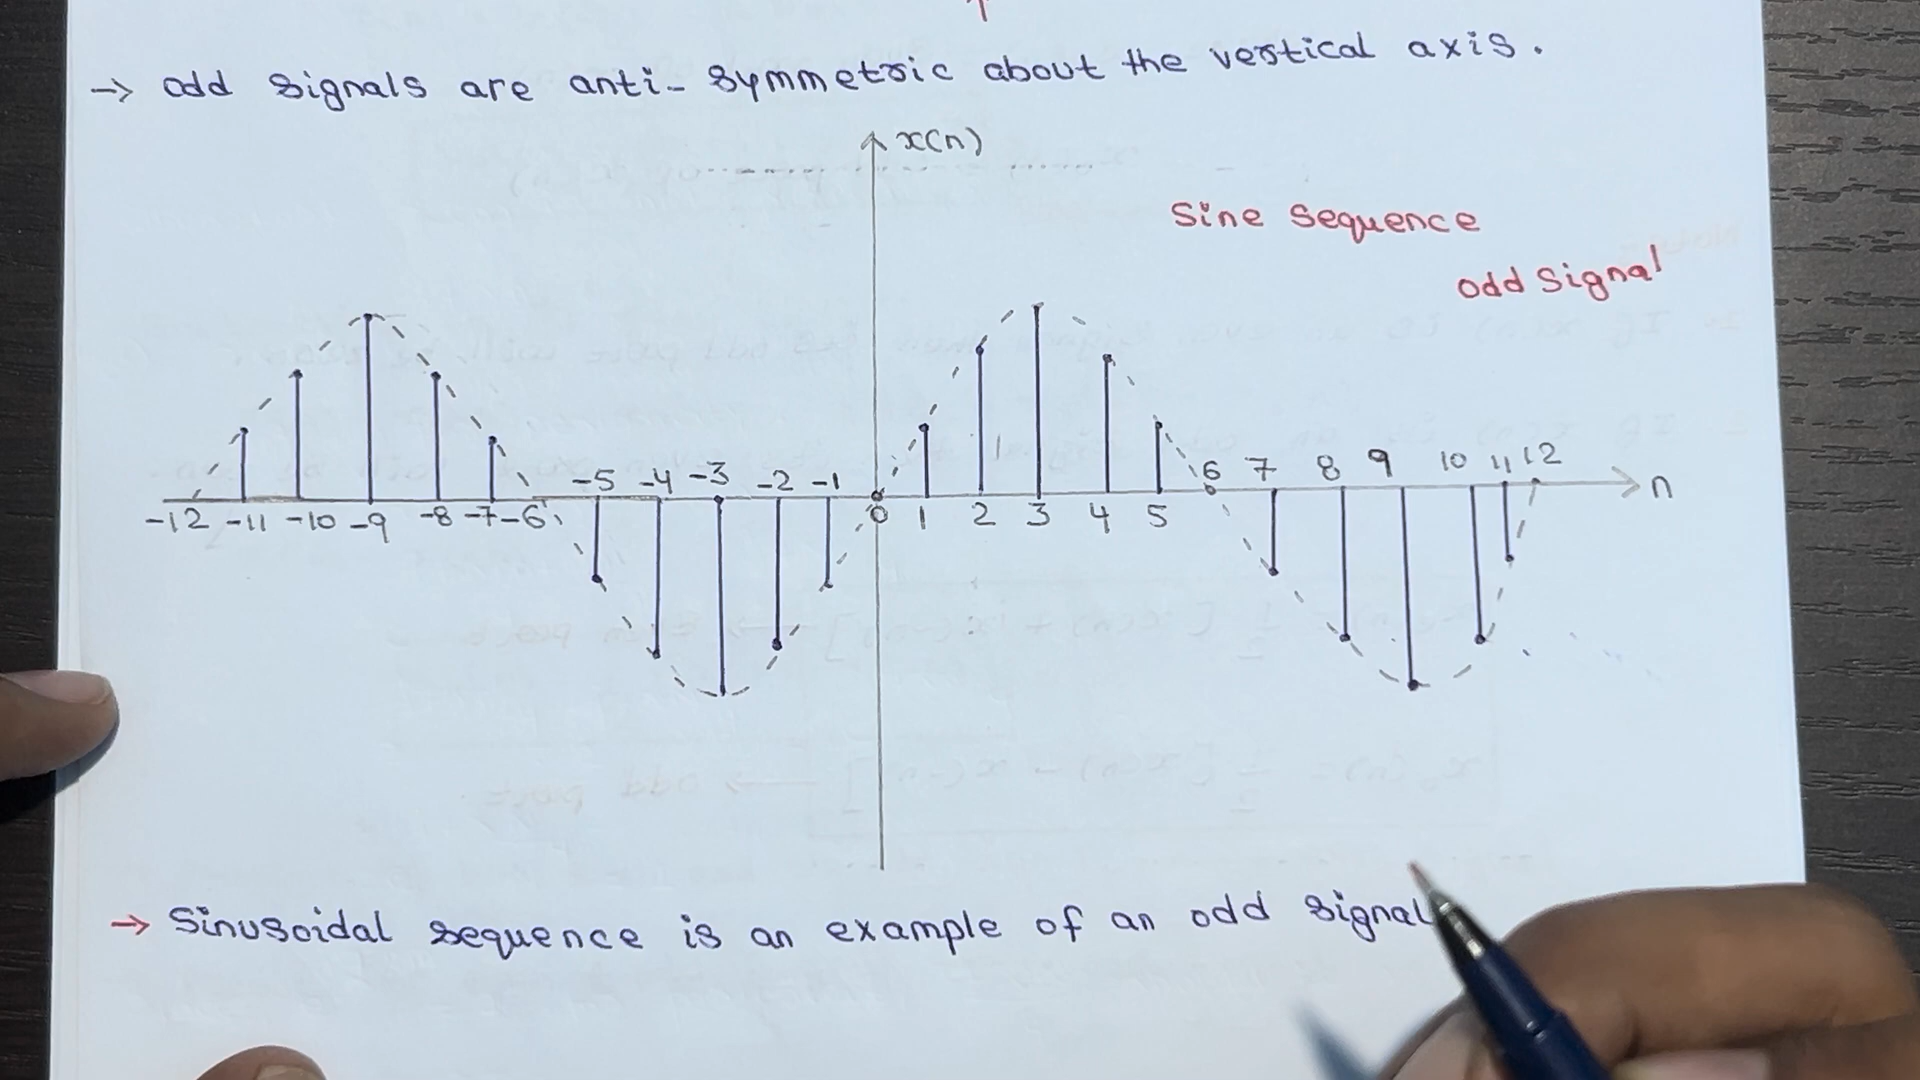 → odd signals are anti-symmetric about the vertical axis.
x(n)
Sine Sequence
odd signal
-5 -4 -3 -2 -1 6 7 8 9 10 11 12
n
-12 -11 -10 -9 -8 -7 -6 0 1 2 3 4 5
→ Sinusoidal sequence is an example of an odd signal